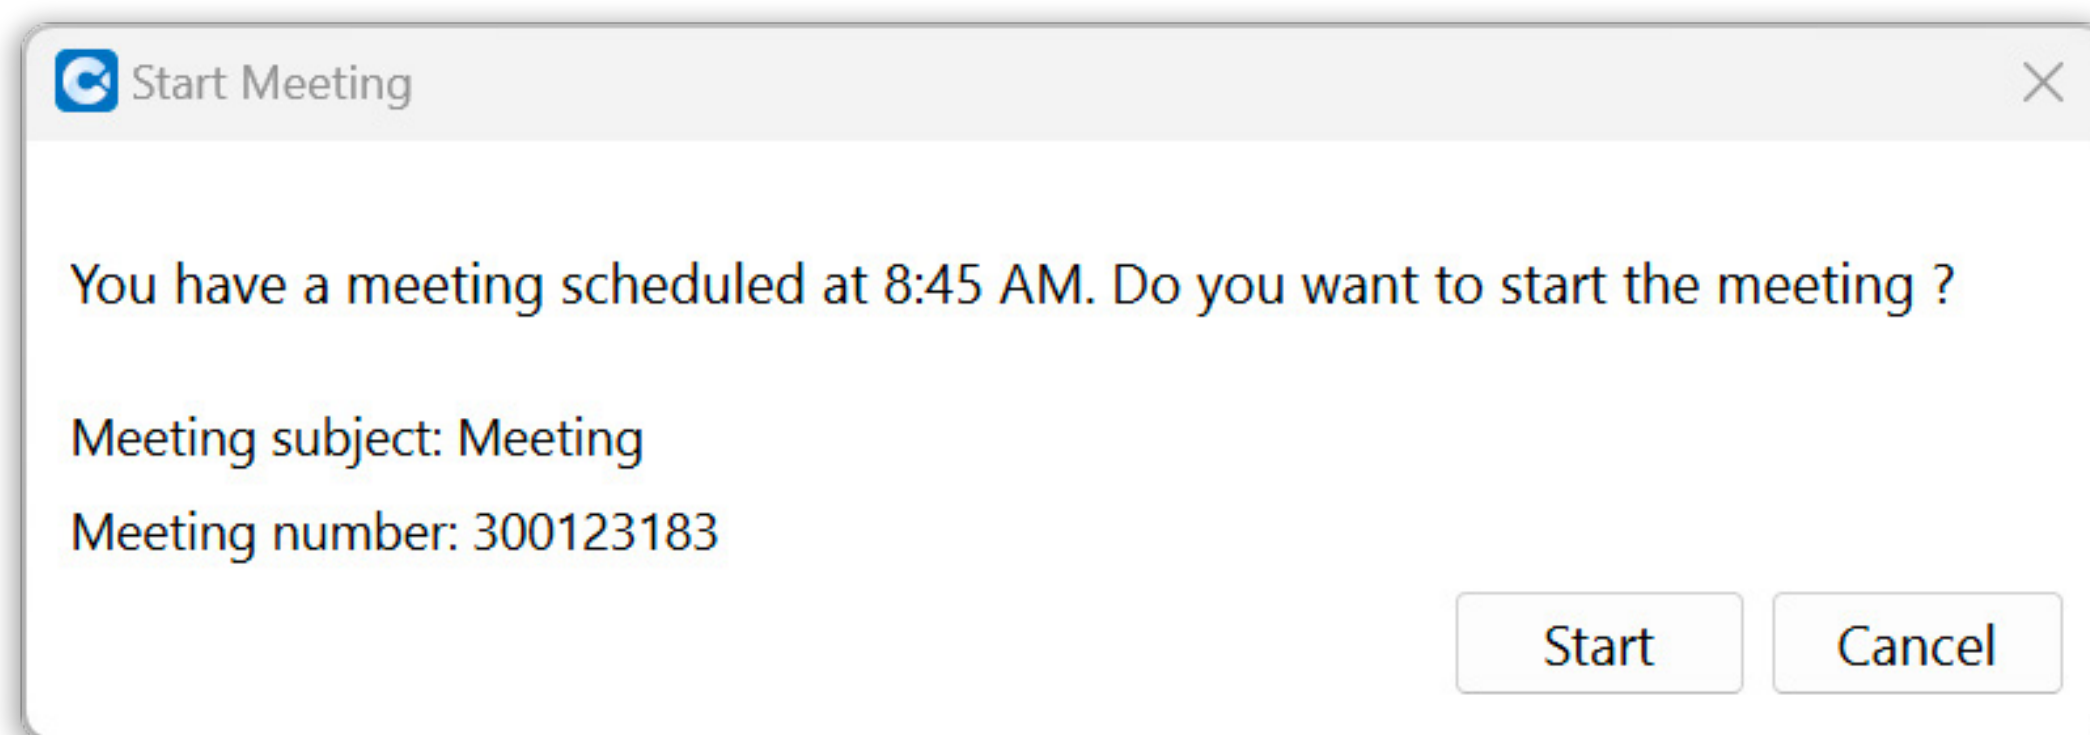 Start Meeting
You have a meeting scheduled at 8:45 AM. Do you want to start the meeting ?
Meeting subject: Meeting
Meeting number: 300123183
Start Cancel